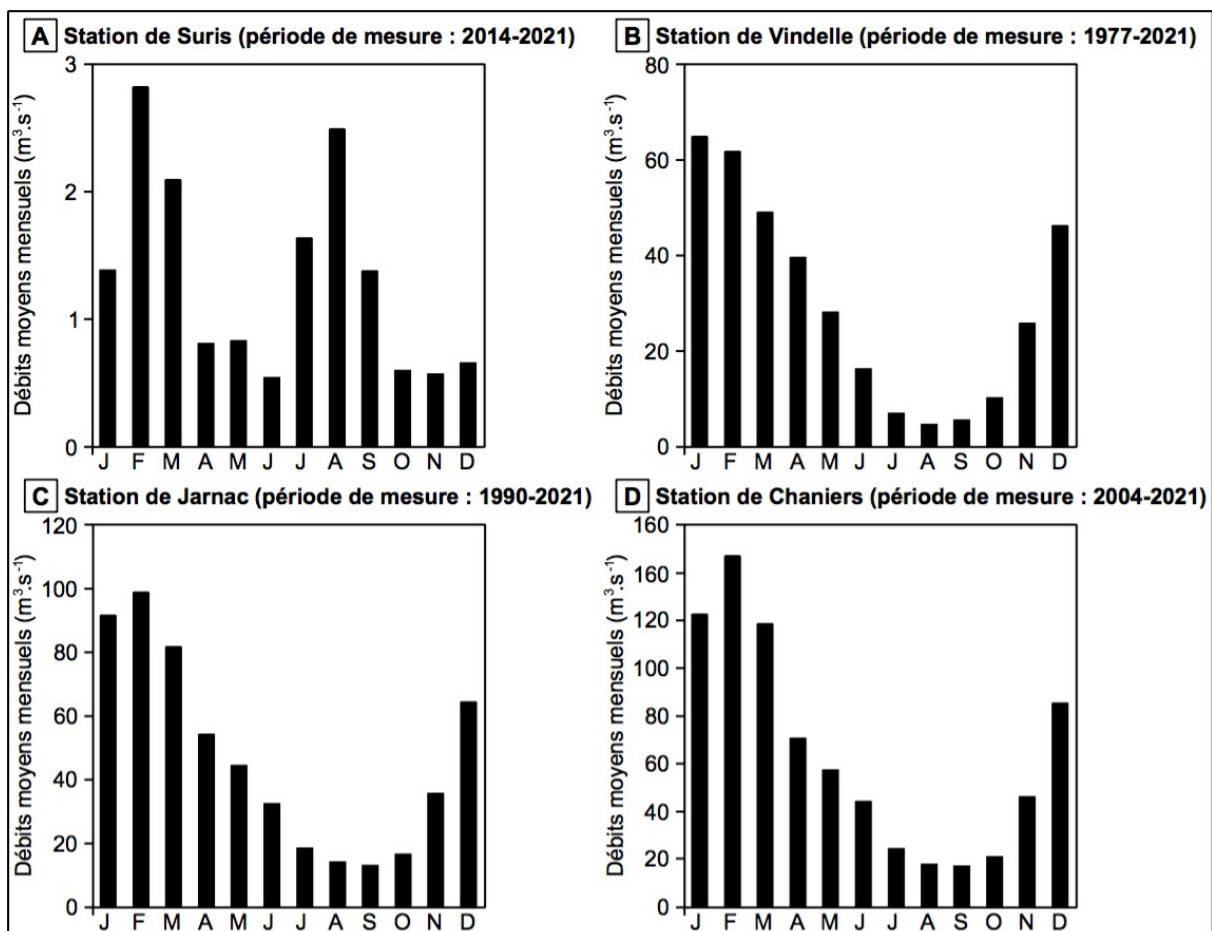 A Station de Suris (période de mesure : 2014-2021)
Débits moyens mensuels (m³.s⁻¹)
3
2
1
0
J F M A M J J A S O N D
B Station de Vindelle (période de mesure : 1977-2021)
Débits moyens mensuels (m³.s⁻¹)
80
60
40
20
0
J F M A M J J A S O N D
C Station de Jarnac (période de mesure : 1990-2021)
Débits moyens mensuels (m³.s⁻¹)
120
100
80
60
40
20
0
J F M A M J J A S O N D
D Station de Chaniers (période de mesure : 2004-2021)
Débits moyens mensuels (m³.s⁻¹)
160
160
120
160
80
60
40
20
0
J F M A M J J A S O N D